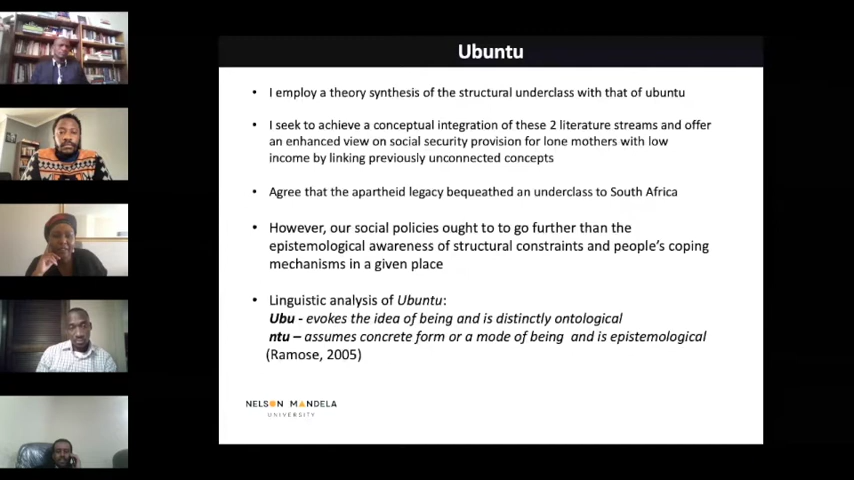 Ubuntu
• I employ a theory synthesis of the structural underclass with that of ubuntu
• I seek to achieve a conceptual integration of these 2 literature streams and offer
an enhanced view on social security provision for lone mothers with low
income by linking previously unconnected concepts
• Agree that the apartheid legacy bequeathed an underclass to South Africa
• However, our social policies ought to to go further than the
epistemological awareness of structural constraints and people's coping
mechanisms in a given place
• Linguistic analysis of Ubuntu:
Ubu - evokes the idea of being and is distinctly ontological
ntu – assumes concrete form or a mode of being and is epistemological
(Ramose, 2005)
NELSON MANDELA
UNIVERSITY